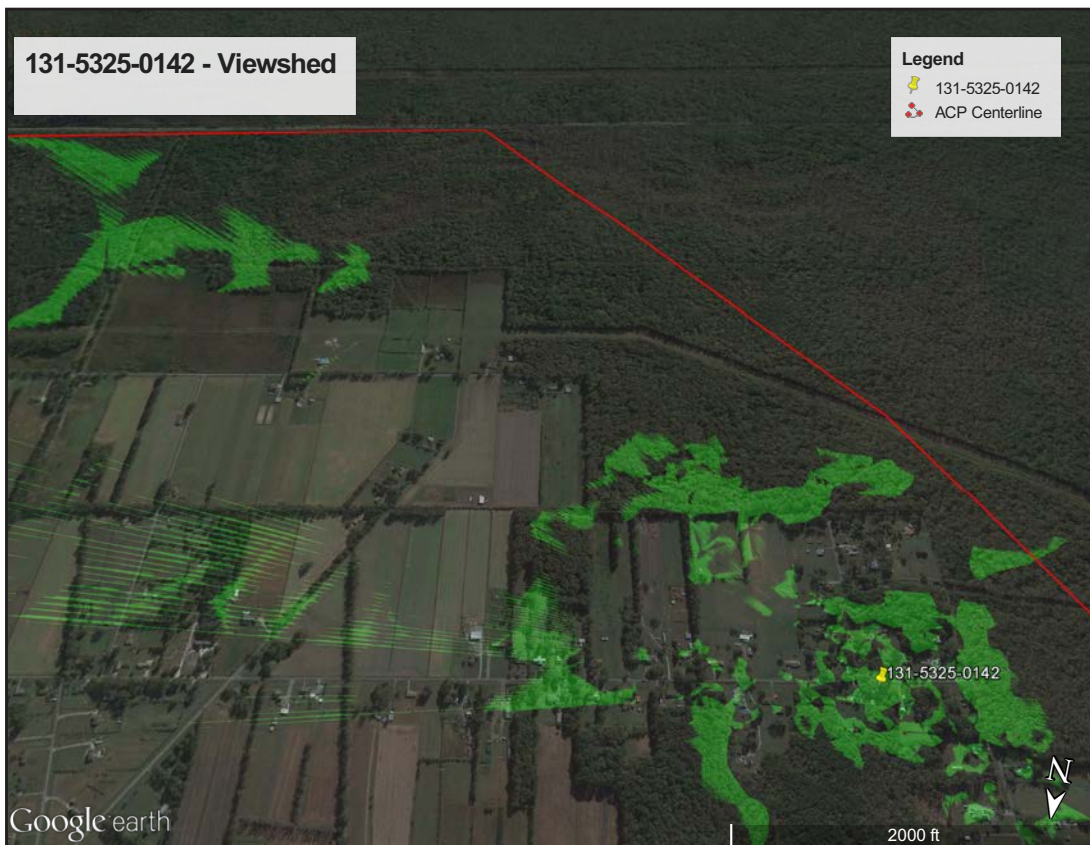 131-5325-0142 - Viewshed
Legend
131-5325-0142
ACP Centerline
131-5325-0142
N
Google earth
2000 ft